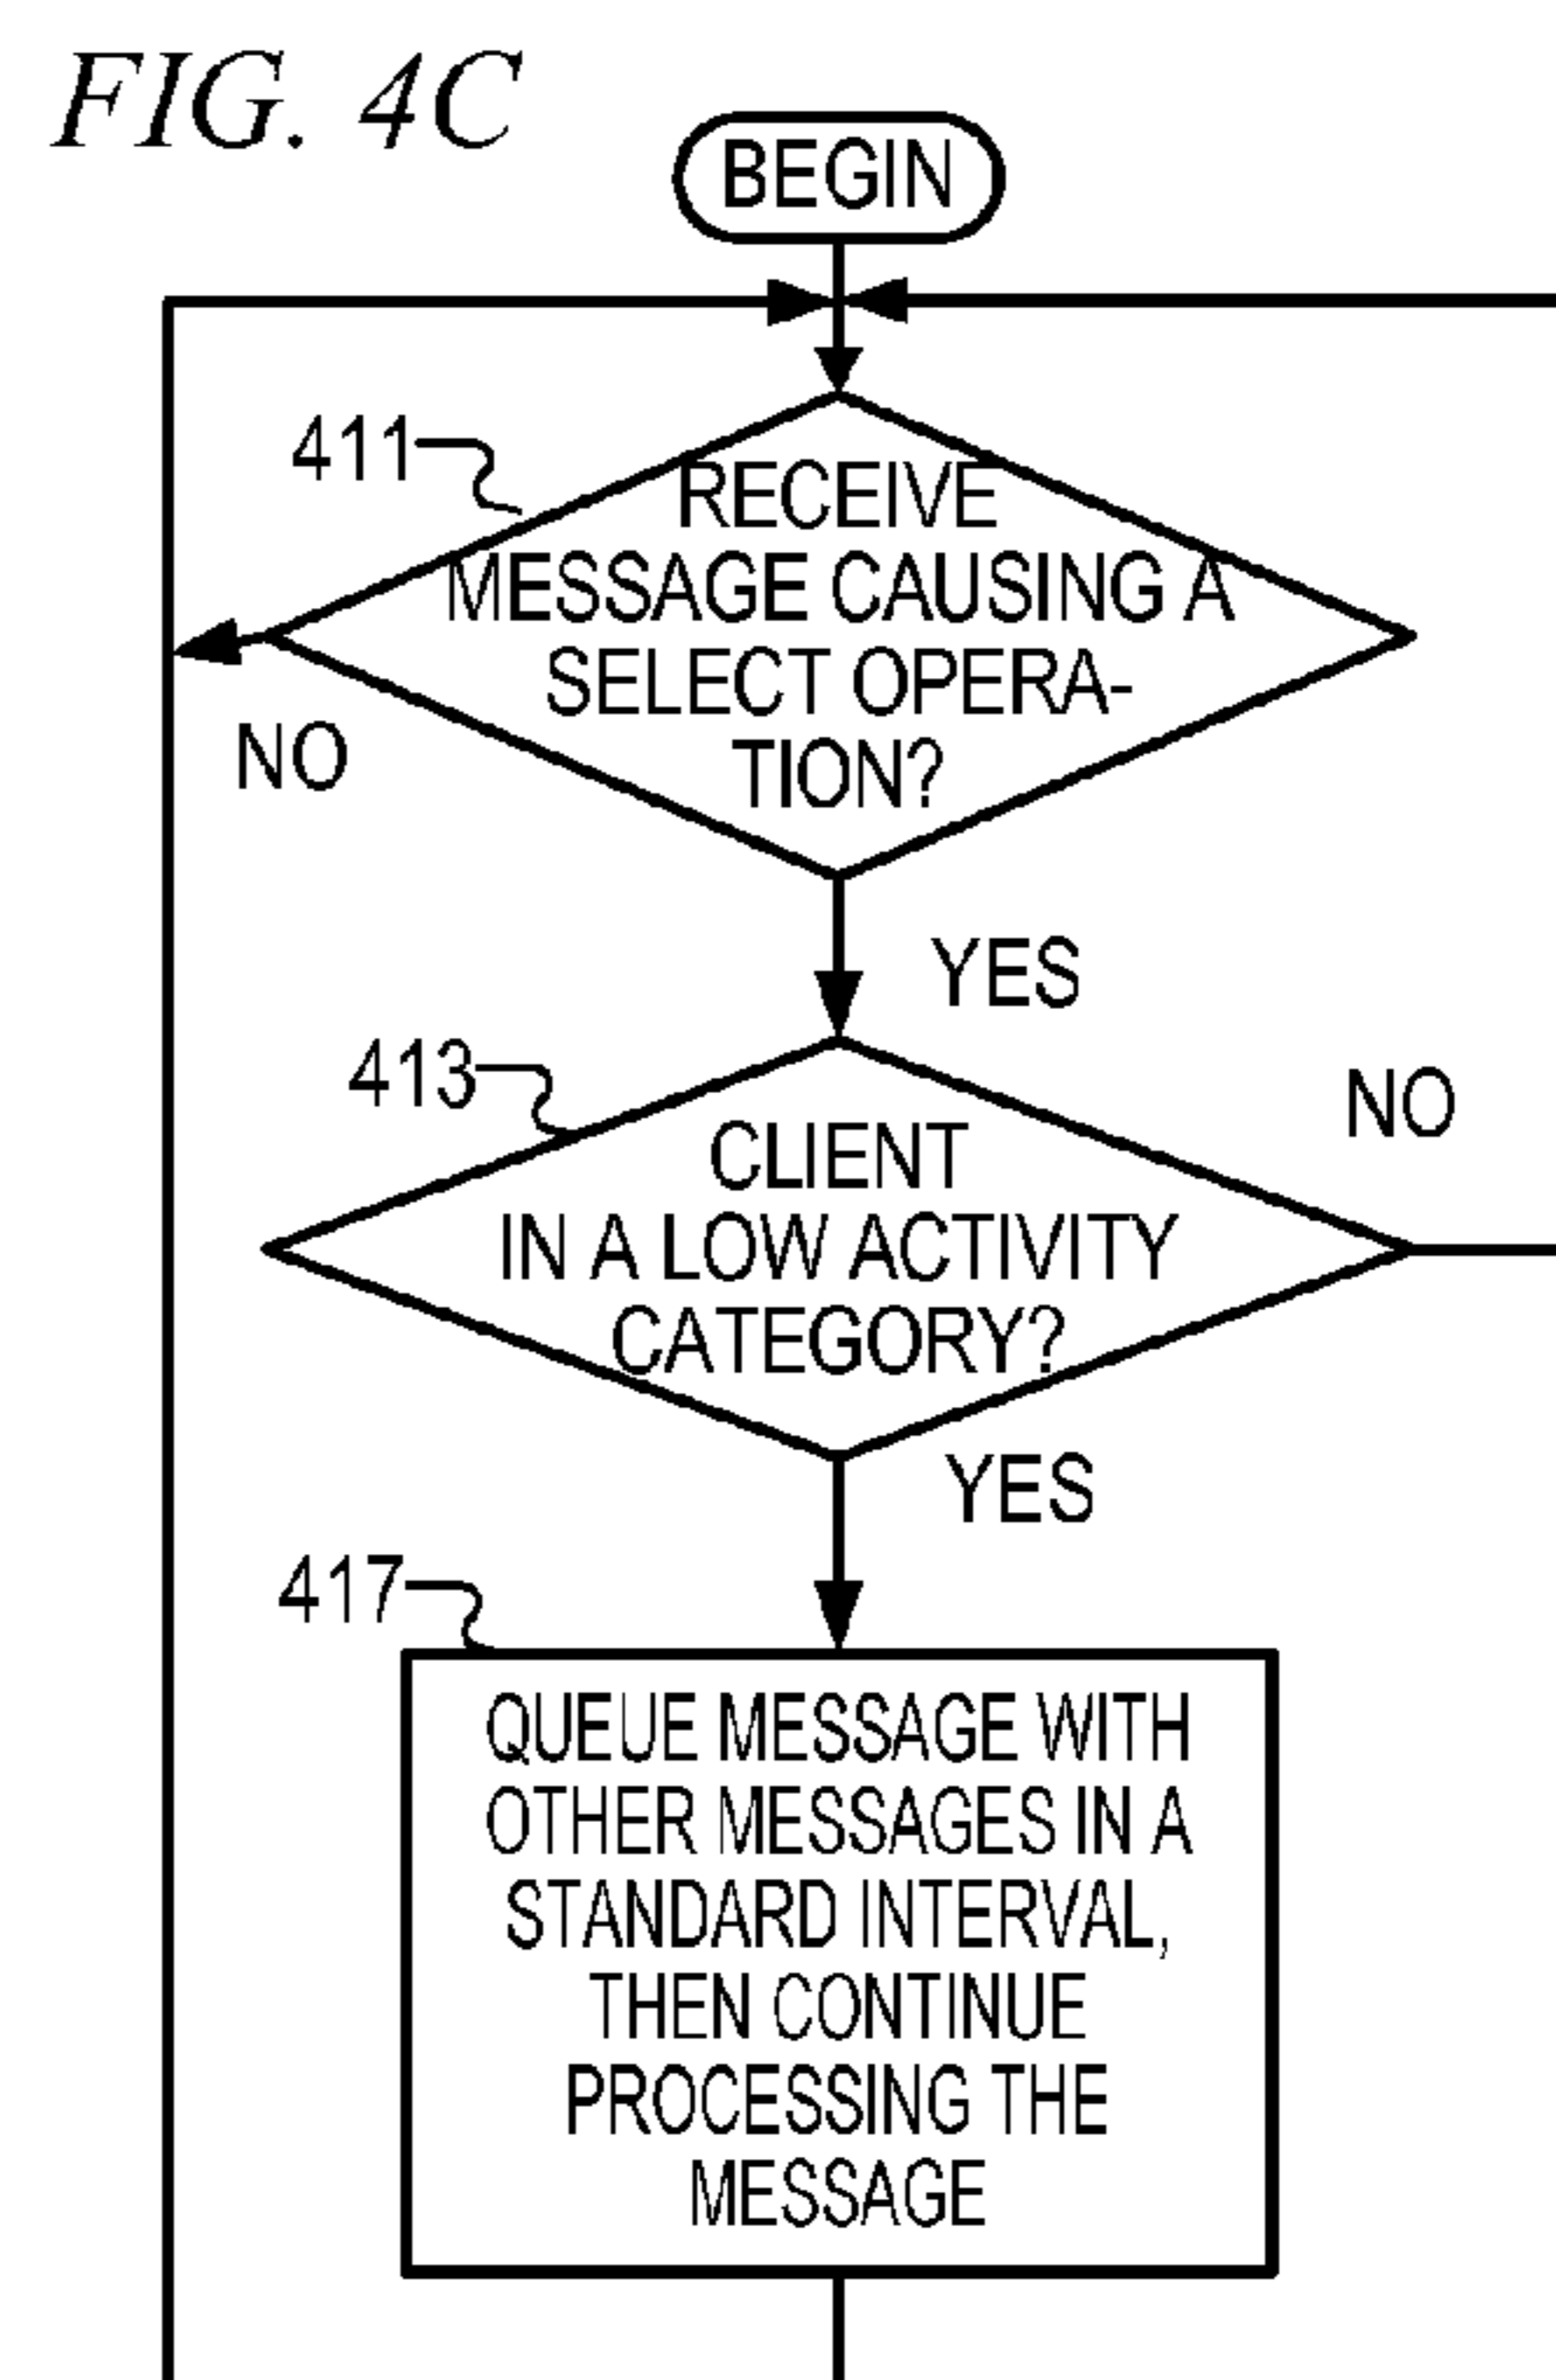 FIG. 4C
BEGIN
411
RECEIVE
MESSAGE CAUSING A
SELECT OPERA-
TION?
NO
YES
413
CLIENT
IN A LOW ACTIVITY
CATEGORY?
NO
YES
417
QUEUE MESSAGE WITH
OTHER MESSAGES IN A
STANDARD INTERVAL,
THEN CONTINUE
PROCESSING THE
MESSAGE